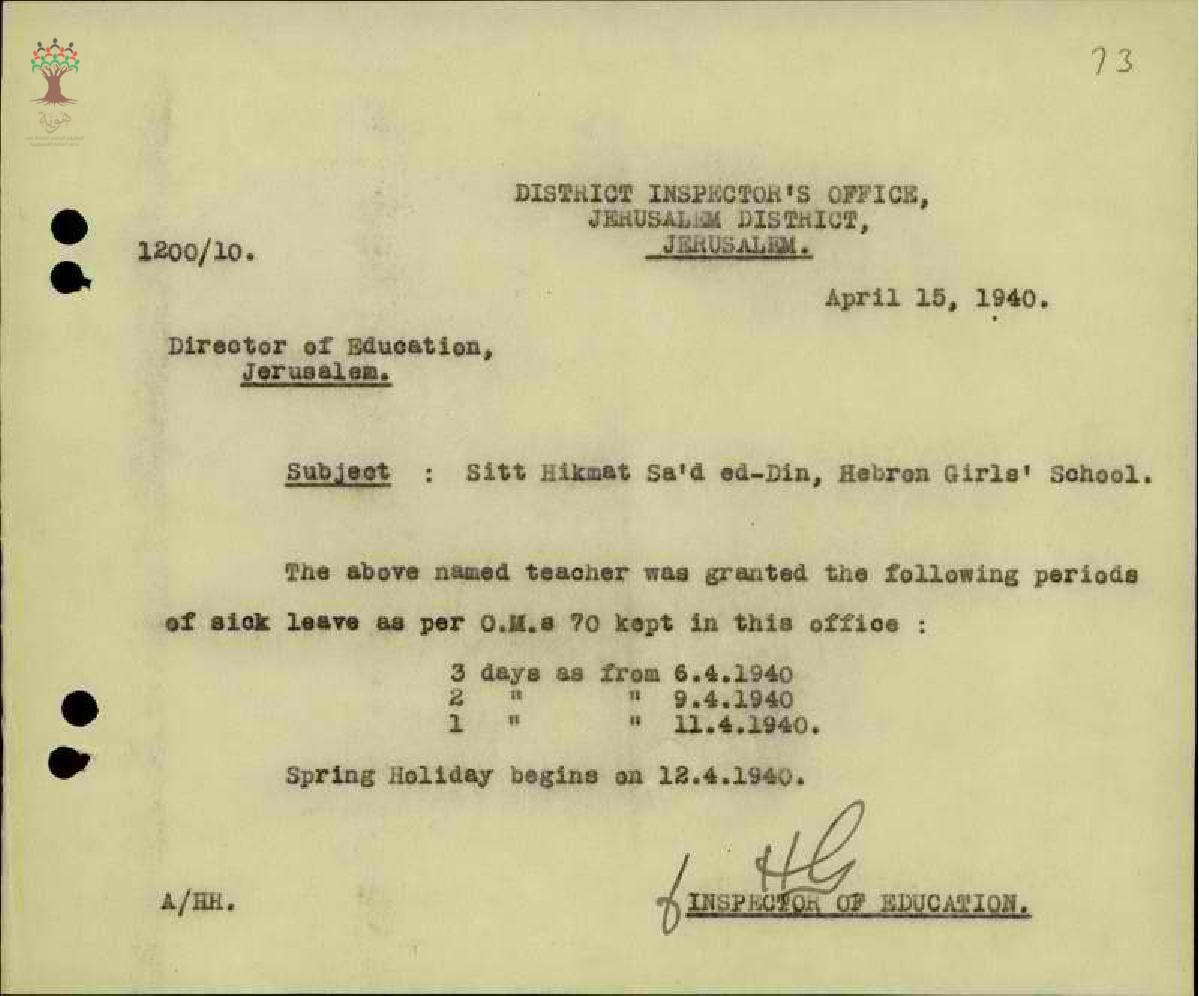 73
هوية
DISTRICT INSPECTOR'S OFFICE,
JERUSALEM DISTRICT,
JERUSALEM.
1200/10.
April 15, 1940.
Director of Education,
Jerusalem.
Subject : Sitt Hikmat Sa'd ed-Din, Hebron Girls' School.
The above named teacher was granted the following periods
of sick leave as per O.M.s 70 kept in this office :
3 days as from 6.4.1940
2 " " 9.4.1940
1 " " 11.4.1940.
Spring Holiday begins on 12.4.1940.
HG
A/HH.
f INSPECTOR OF EDUCATION.